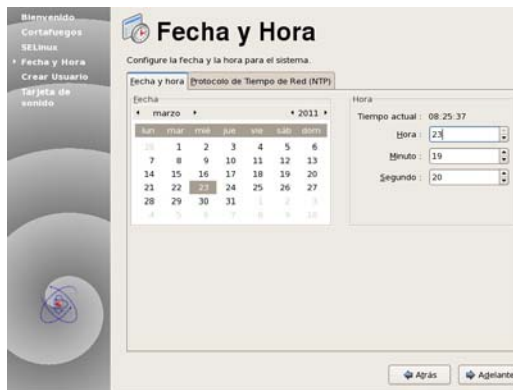 Bienvenido
Cortafuegos
SELinux
Fecha y Hora
Crear Usuario
Tarjeta de
sonido
Fecha y Hora
Configure la fecha y la hora para el sistema.
Fecha y hora Protocolo de Tiempo de Red (NTP)
Fecha
marzo 2011
lun mar mié jue vie sáb dom
28 1 2 3 4 5 6
7 8 9 10 11 12 13
14 15 16 17 18 19 20
21 22 23 24 25 26 27
28 29 30 31 1 2 3
4 5 6 7 8 9 10
Hora
Tiempo actual : 08:25:37
Hora : 23
Minuto : 19
Segundo : 20
Atrás Adelante